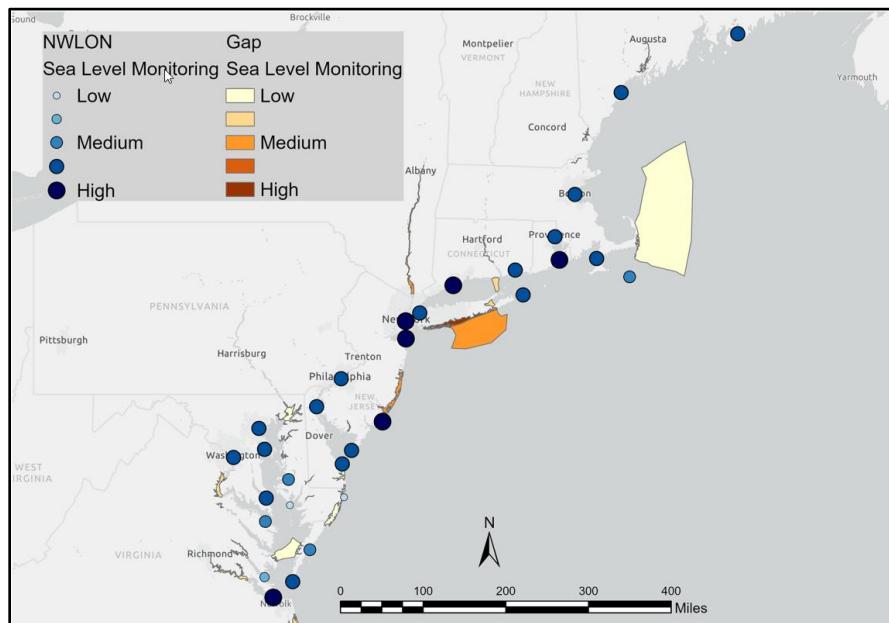 Sound
Brockville
NWLON Gap
Sea Level Monitoring Sea Level Monitoring
Low Low
Medium Medium
High High
Montpelier
VERMONT
Augusta
Yarmouth
NEW
HAMPSHIRE
Concord
Albany
Boston
Hartford
Providence
CONNECTICUT
PENNSYLVANIA
New York
Pittsburgh
Harrisburg
Trenton
Philadelphia
NEW
JERSEY
Dover
Washington
WEST
VIRGINIA
VIRGINIA
Richmond
Norfolk
N
0 100 200 300 400
Miles